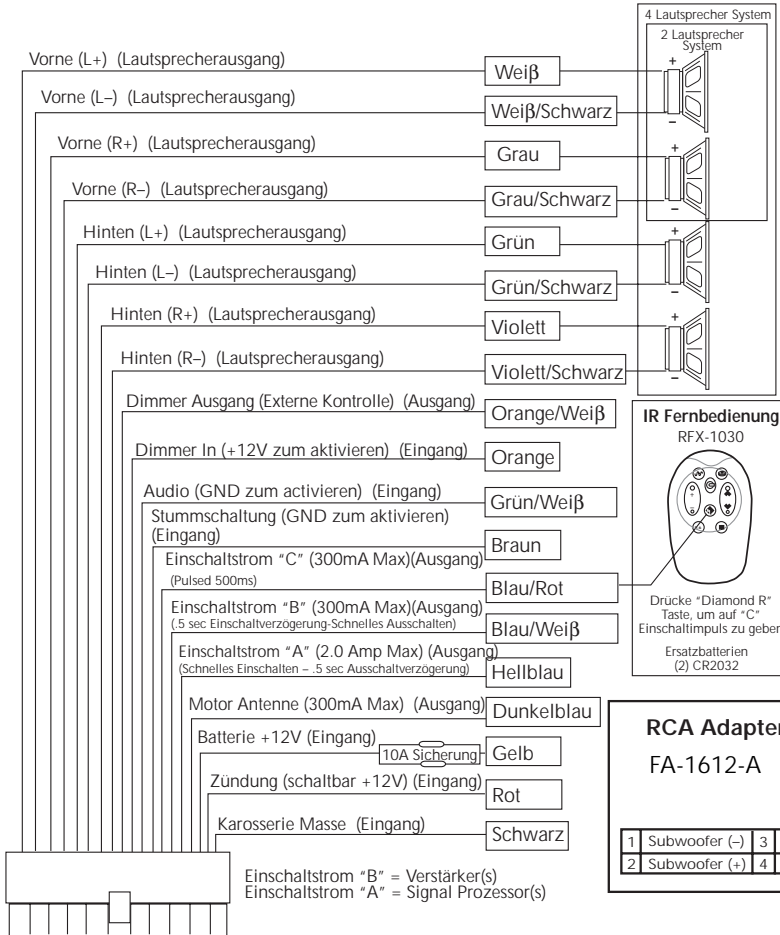 4 Lautsprecher System
2 Lautsprecher
System
Vorne (L+) (Lautsprecherausgang)
Weiβ
Vorne (L–) (Lautsprecherausgang)
Weiβ/Schwarz
Vorne (R+) (Lautsprecherausgang)
Grau
Vorne (R–) (Lautsprecherausgang)
Grau/Schwarz
Hinten (L+) (Lautsprecherausgang)
Grün
Hinten (L–) (Lautsprecherausgang)
Grün/Schwarz
Hinten (R+) (Lautsprecherausgang)
Violett
Hinten (R–) (Lautsprecherausgang)
Violett/Schwarz
+
–
+
–
+
–
+
–
Dimmer Ausgang (Externe Kontrolle) (Ausgang)
Orange/Weiβ
Dimmer In (+12V zum aktivieren) (Eingang)
Orange
Audio (GND zum activieren) (Eingang)
Grün/Weiβ
Stummschaltung (GND zum aktivieren)
(Eingang)
Braun
Einschaltstrom "C" (300mA Max)(Ausgang)
(Pulsed 500ms)
Blau/Rot
Einschaltstrom "B" (300mA Max)(Ausgang)
(.5 sec Einschaltverzögerung-Schnelles Ausschalten)
Blau/Weiβ
Einschaltstrom "A" (2.0 Amp Max) (Ausgang)
(Schnelles Einschalten – .5 sec Ausschaltverzögerung)
Hellblau
Motor Antenne (300mA Max) (Ausgang)
Dunkelblau
Batterie +12V (Eingang)
10A Sicherung
Gelb
Zündung (schaltbar +12V) (Eingang)
Rot
Karosserie Masse (Eingang)
Schwarz
Einschaltstrom "B" = Verstärker(s)
Einschaltstrom "A" = Signal Prozessor(s)
IR Fernbedienung
RFX-1030
Drücke "Diamond R"
Taste, um auf "C"
Einschaltimpuls zu geben
Ersatzbatterien
(2) CR2032
RCA Adapter
FA-1612-A
1 Subwoofer (–) 3
2 Subwoofer (+) 4